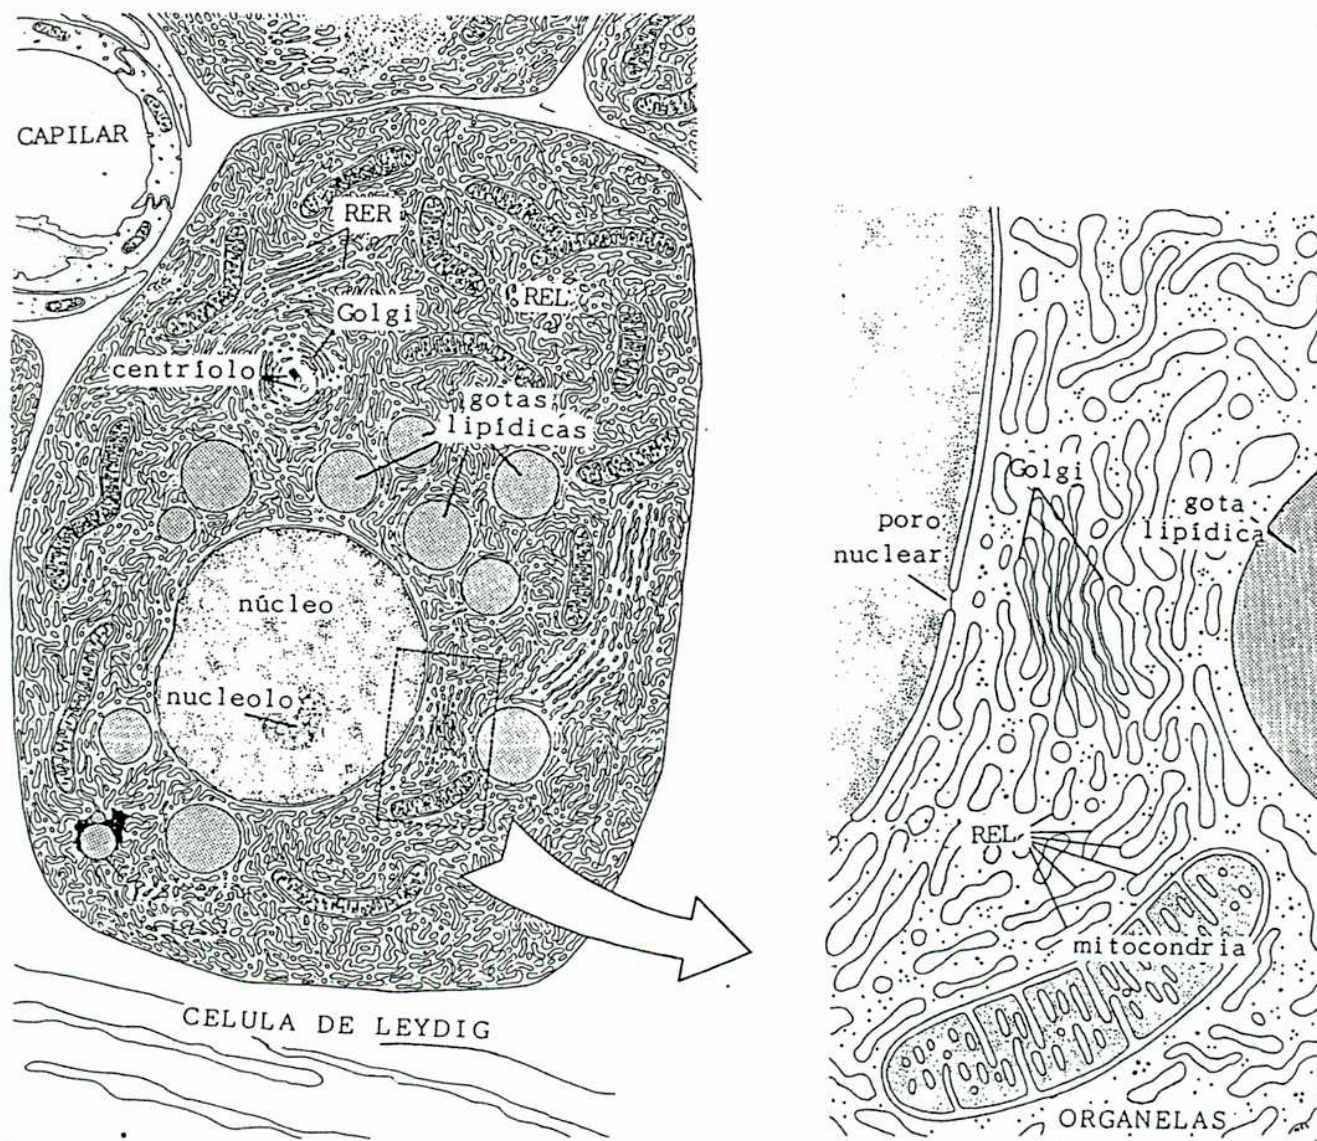 CAPILAR
RER
REL
Golgi
centríolo
gotas
lipídicas
núcleo
nucleolo
CELULA DE LEYDIG
Golgi
poro
nuclear
gota
lipídica
REL
mitocondria
ORGANELAS